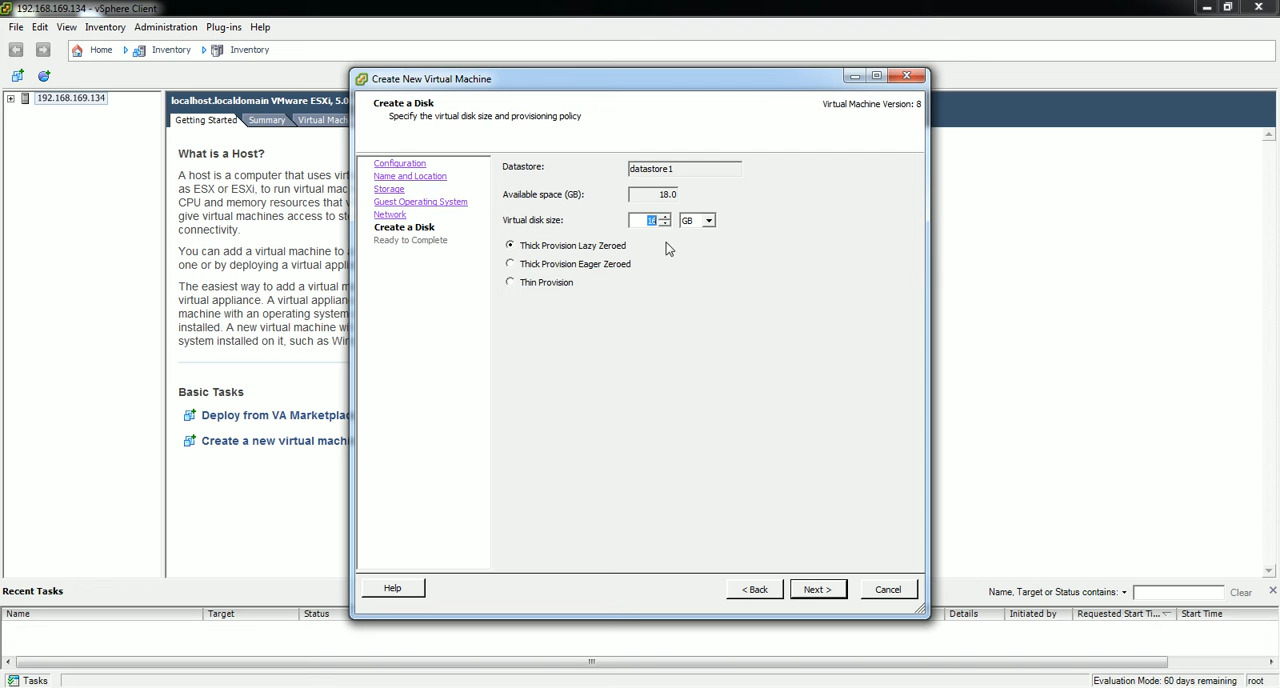 192.168.169.134 - vSphere Client
File Edit View Inventory Administration Plug-ins Help
Home Inventory Inventory
192.168.169.134
localhost.localdomain VMware ESXi, 5.0
Getting Started Summary Virtual Mach
What is a Host?
A host is a computer that uses virt
as ESX or ESXi, to run virtual mac
CPU and memory resources that v
give virtual machines access to sto
connectivity.
You can add a virtual machine to a
one or by deploying a virtual appli
The easiest way to add a virtual m
virtual appliance. A virtual applian
machine with an operating system
installed. A new virtual machine wi
system installed on it, such as Win
Basic Tasks
Deploy from VA Marketplac
Create a new virtual machi
Create New Virtual Machine
Create a Disk
Specify the virtual disk size and provisioning policy
Virtual Machine Version: 8
Configuration
Name and Location
Storage
Guest Operating System
Network
Create a Disk
Ready to Complete
Datastore: datastore1
Available space (GB): 18.0
Virtual disk size: GB
Thick Provision Lazy Zeroed
Thick Provision Eager Zeroed
Thin Provision
Help < Back Next > Cancel
Recent Tasks Name, Target or Status contains: Clear
Name Target Status Details Initiated by Requested Start Ti... Start Time
Tasks Evaluation Mode: 60 days remaining root